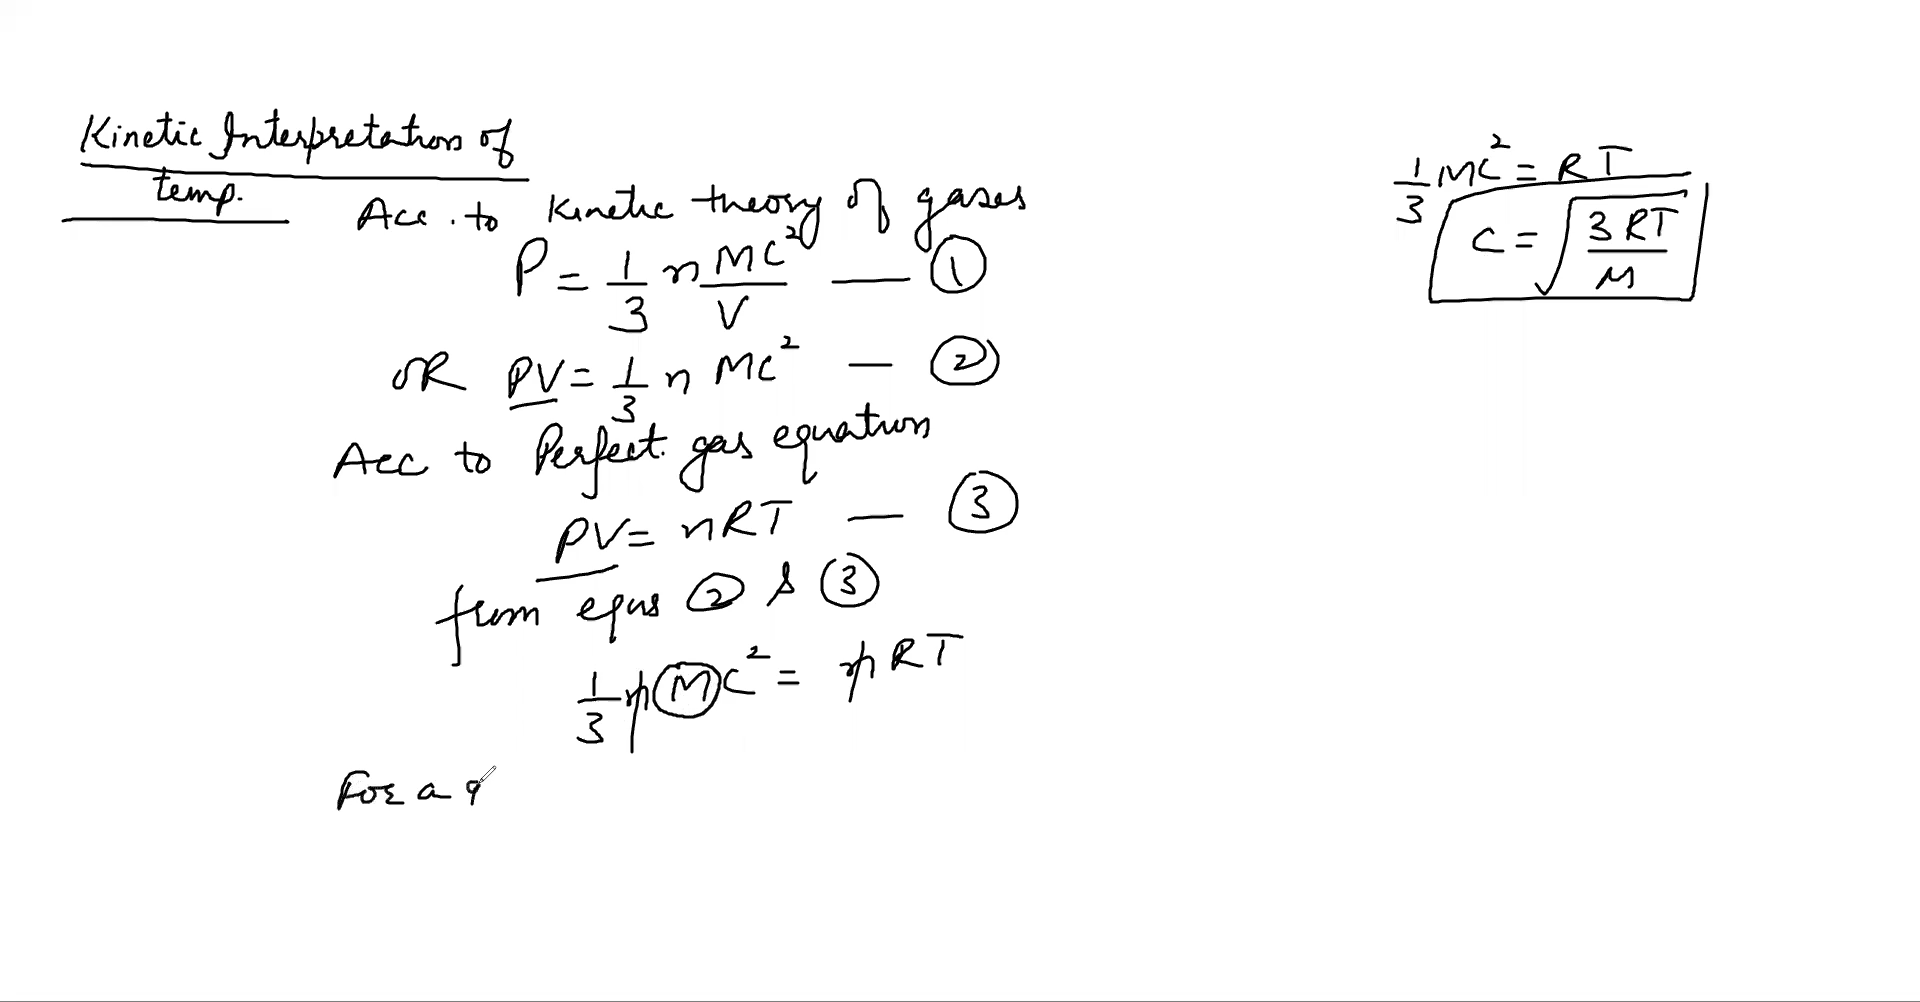 Kinetic Interpretation of
temp.
Acc. to Kinetic theory of gases
P = 1/3 n MC²/V — ①
OR PV = 1/3 n MC² — ②
Acc to Perfect gas equation
PV = nRT — ③
from eqns ② & ③
1/3 n M C² = n RT
For a g
1/3 MC² = RT
C = √(3RT/M)